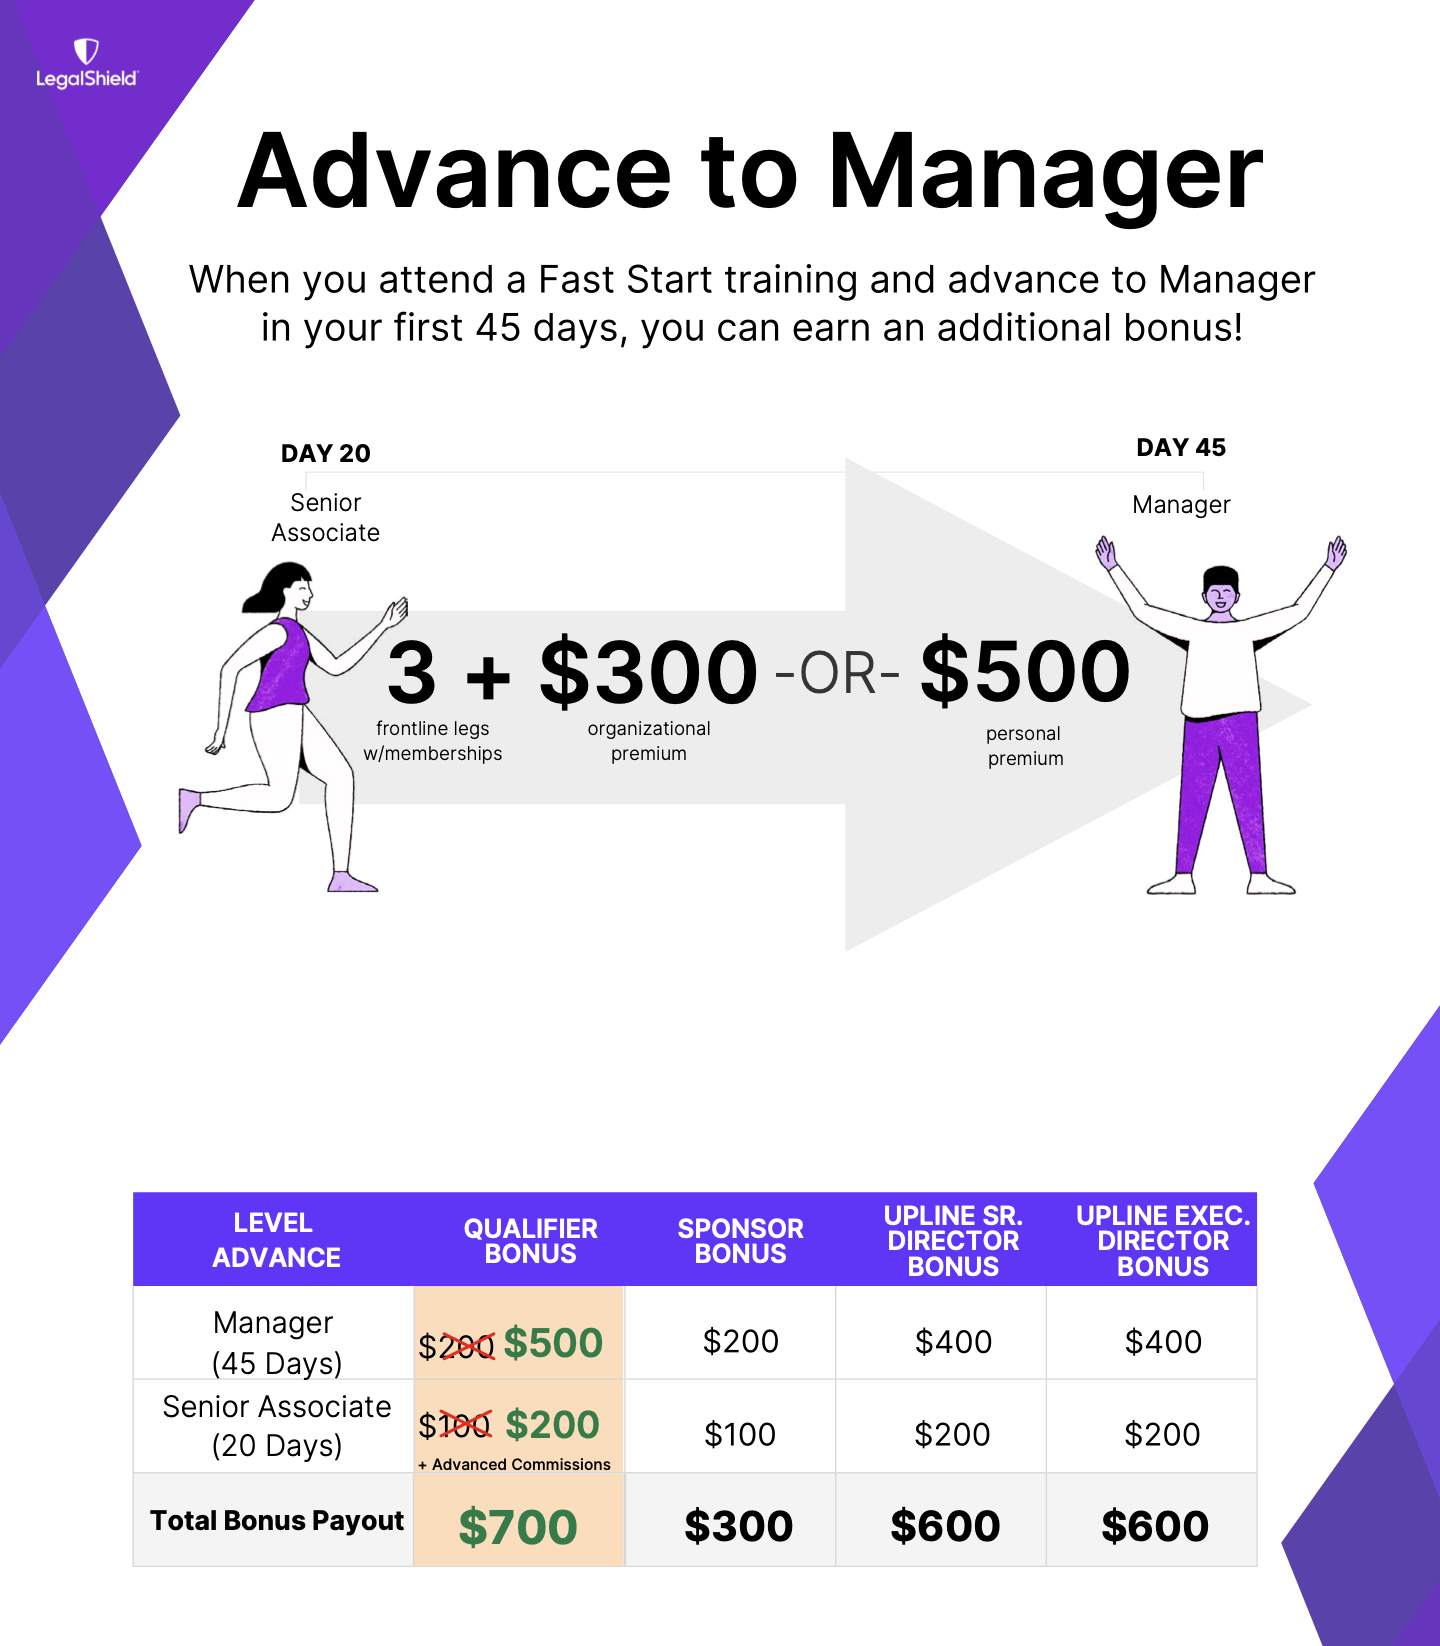 LegalShield
Advance to Manager
When you attend a Fast Start training and advance to Manager
in your first 45 days, you can earn an additional bonus!
DAY 20
DAY 45
Senior
Associate
Manager
3 + $300 -OR- $500
frontline legs
w/memberships
organizational
premium
personal
premium
LEVEL
ADVANCE
QUALIFIER
BONUS
SPONSOR
BONUS
UPLINE SR.
DIRECTOR
BONUS
UPLINE EXEC.
DIRECTOR
BONUS
Manager
(45 Days)
$200 $500
$200
$400
$400
Senior Associate
(20 Days)
$100 $200
+ Advanced Commissions
$100
$200
$200
Total Bonus Payout
$700
$300
$600
$600